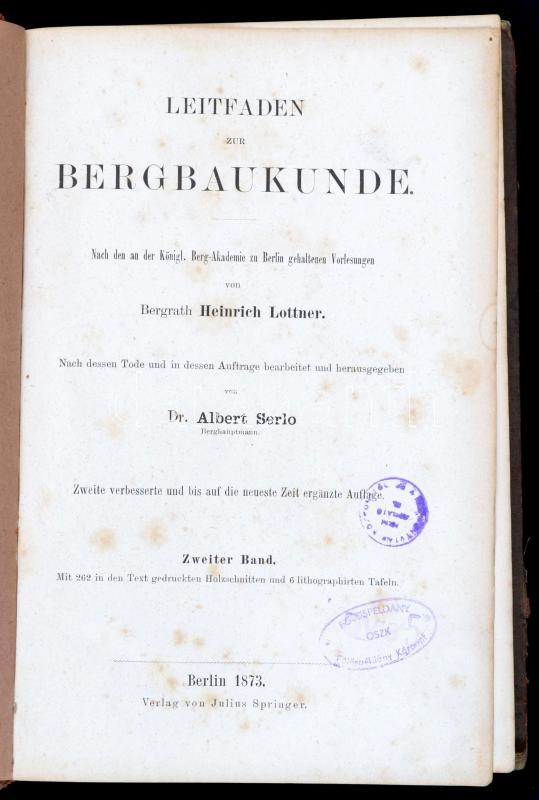 LEITFADEN
ZUR
BERGBAUKUNDE.
Nach den an der Königl. Berg-Akademie zu Berlin gehaltenen Vorlesungen
von
Bergrath Heinrich Lottner.
Nach dessen Tode und in dessen Auftrage bearbeitet und herausgegeben
von
Dr. Albert Serlo
Berghauptmann.
Zweite verbesserte und bis auf die neueste Zeit ergänzte Auflage.
Zweiter Band.
Mit 262 in den Text gedruckten Holzschnitten und 6 lithographirten Tafeln.
FÖLÖSPÉLDÁNY
OSZK
Berlin 1873.
Verlag von Julius Springer.